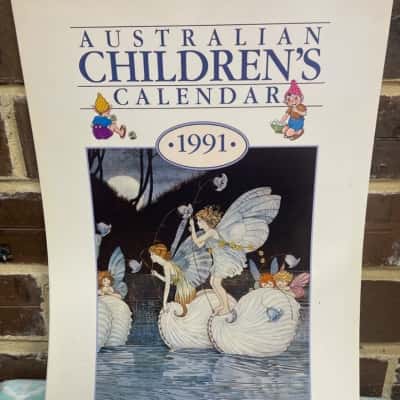 AUSTRALIAN
CHILDREN'S
CALENDAR
·1991·